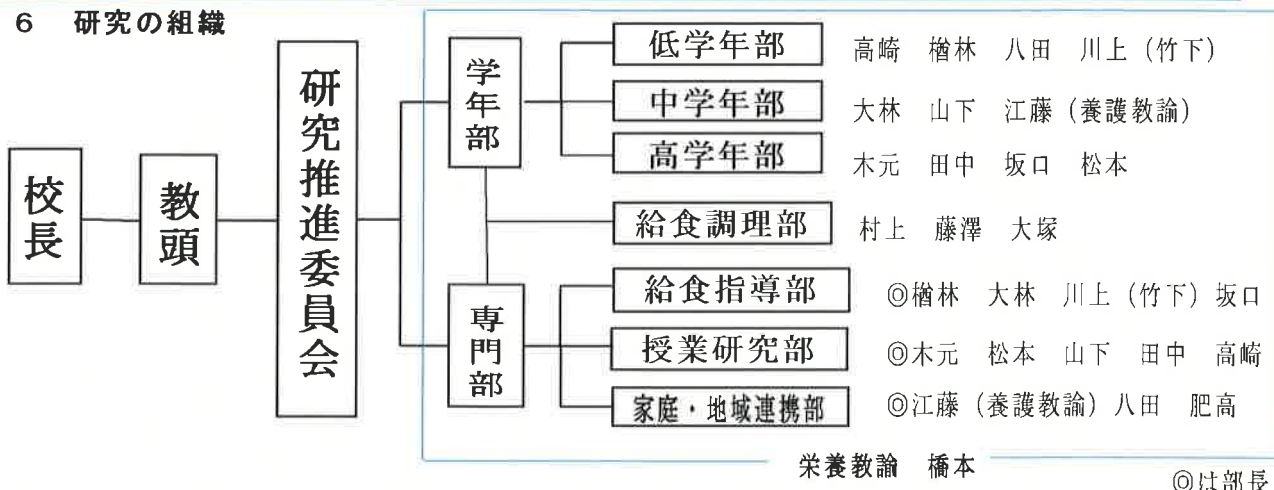 6 研究の組織
校長
教頭
研究推進委員会
学年部
低学年部 高崎 楢林 八田 川上(竹下)
中学年部 大林 山下 江藤(養護教諭)
高学年部 木元 田中 坂口 松本
給食調理部 村上 藤澤 大塚
専門部
給食指導部 ◎楢林 大林 川上(竹下)坂口
授業研究部 ◎木元 松本 山下 田中 高崎
家庭・地域連携部 ◎江藤(養護教諭)八田 肥高
栄養教諭 橋本
◎は部長